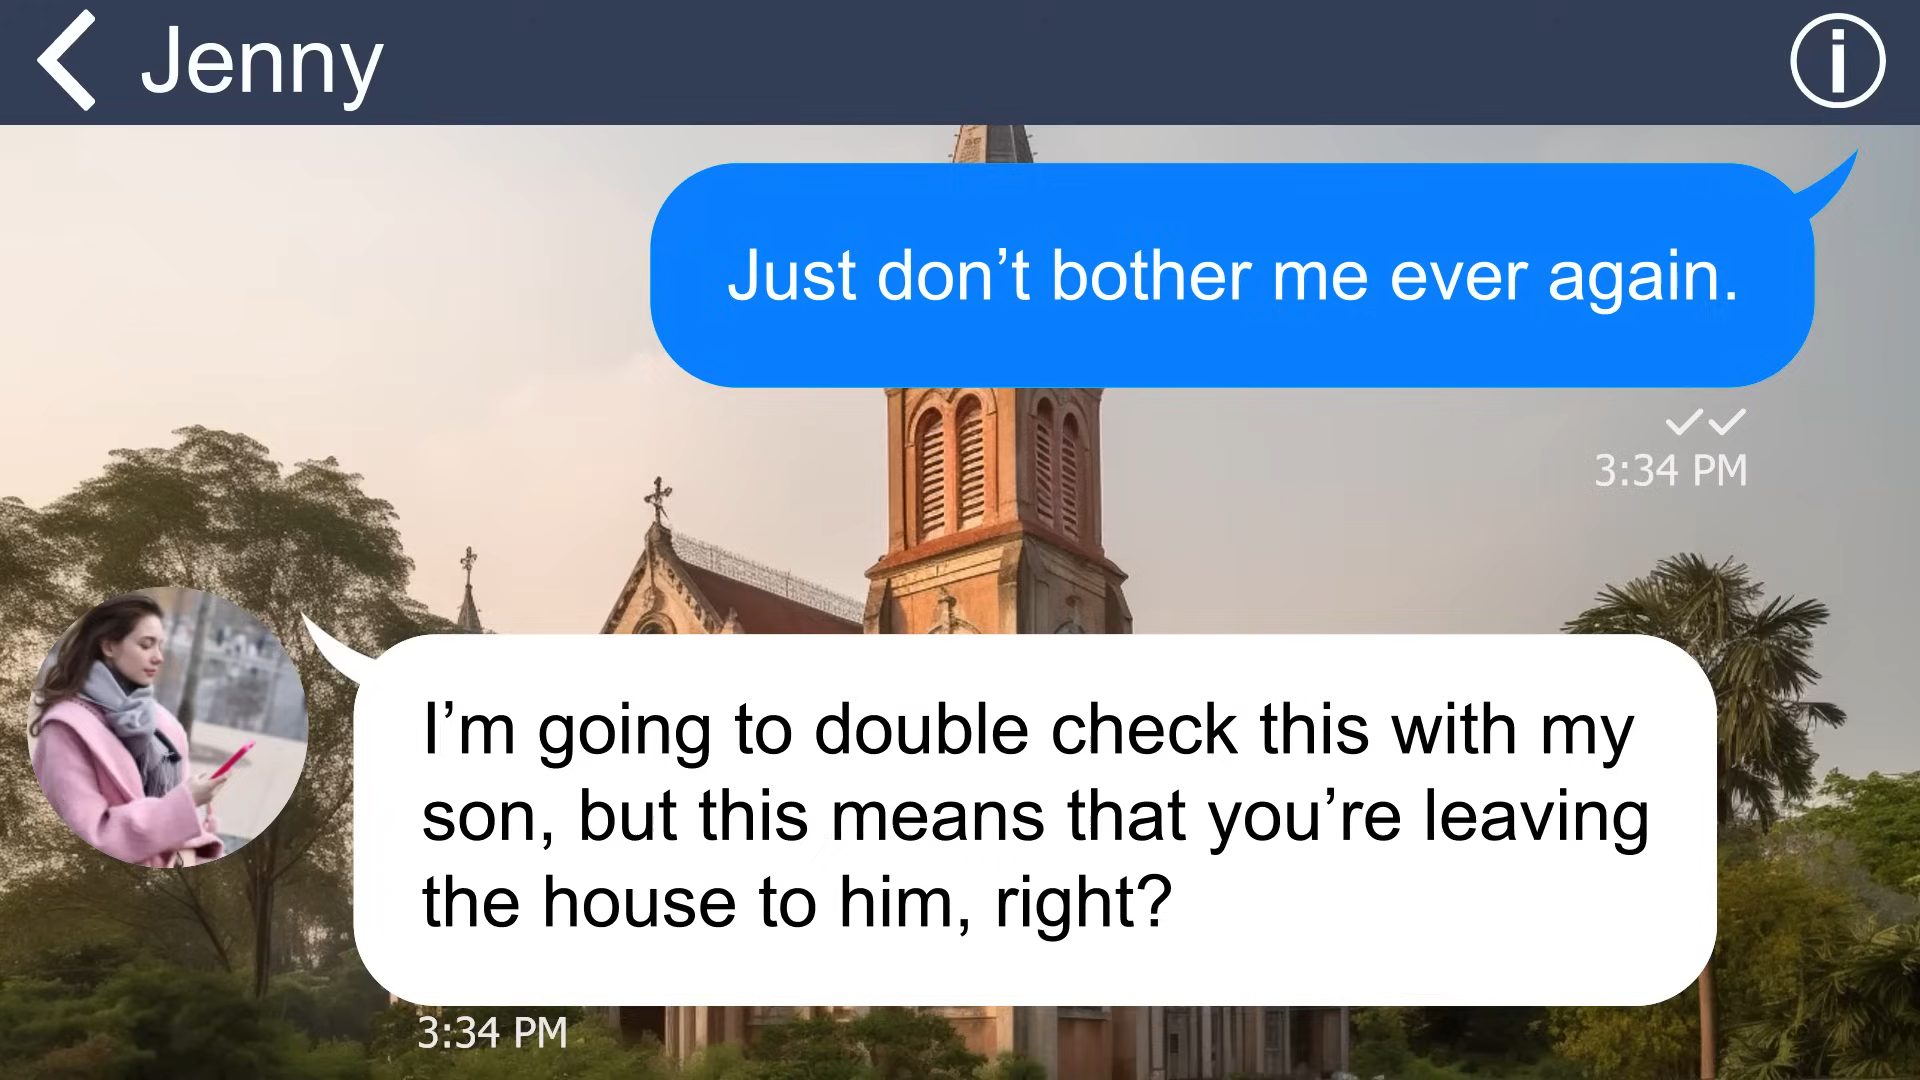 Jenny
Just don’t bother me ever again.
3:34 PM
I’m going to double check this with my
son, but this means that you’re leaving
the house to him, right?
3:34 PM